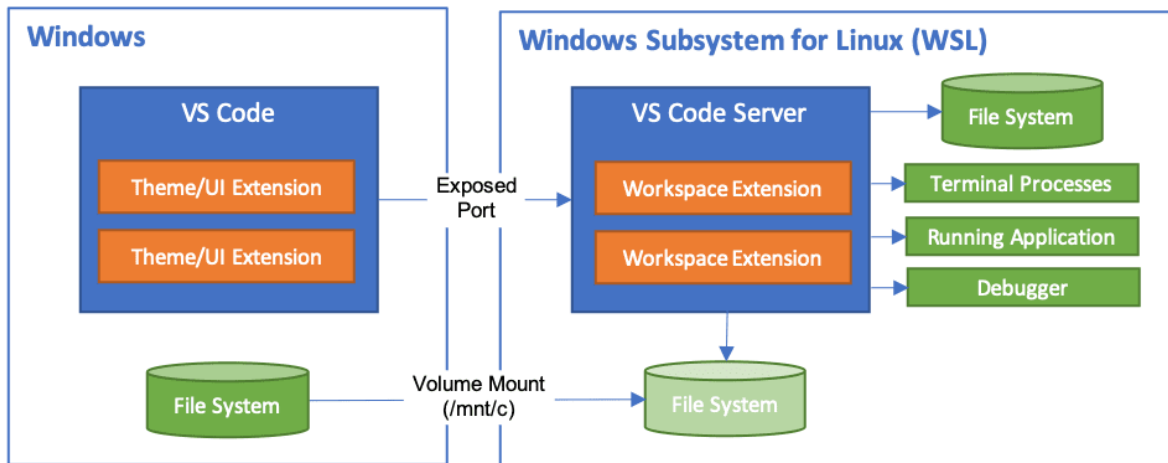 Windows
VS Code
Theme/UI Extension
Theme/UI Extension
File System
Exposed
Port
Volume Mount
(/mnt/c)
Windows Subsystem for Linux (WSL)
VS Code Server
Workspace Extension
Workspace Extension
File System
Terminal Processes
Running Application
Debugger
File System